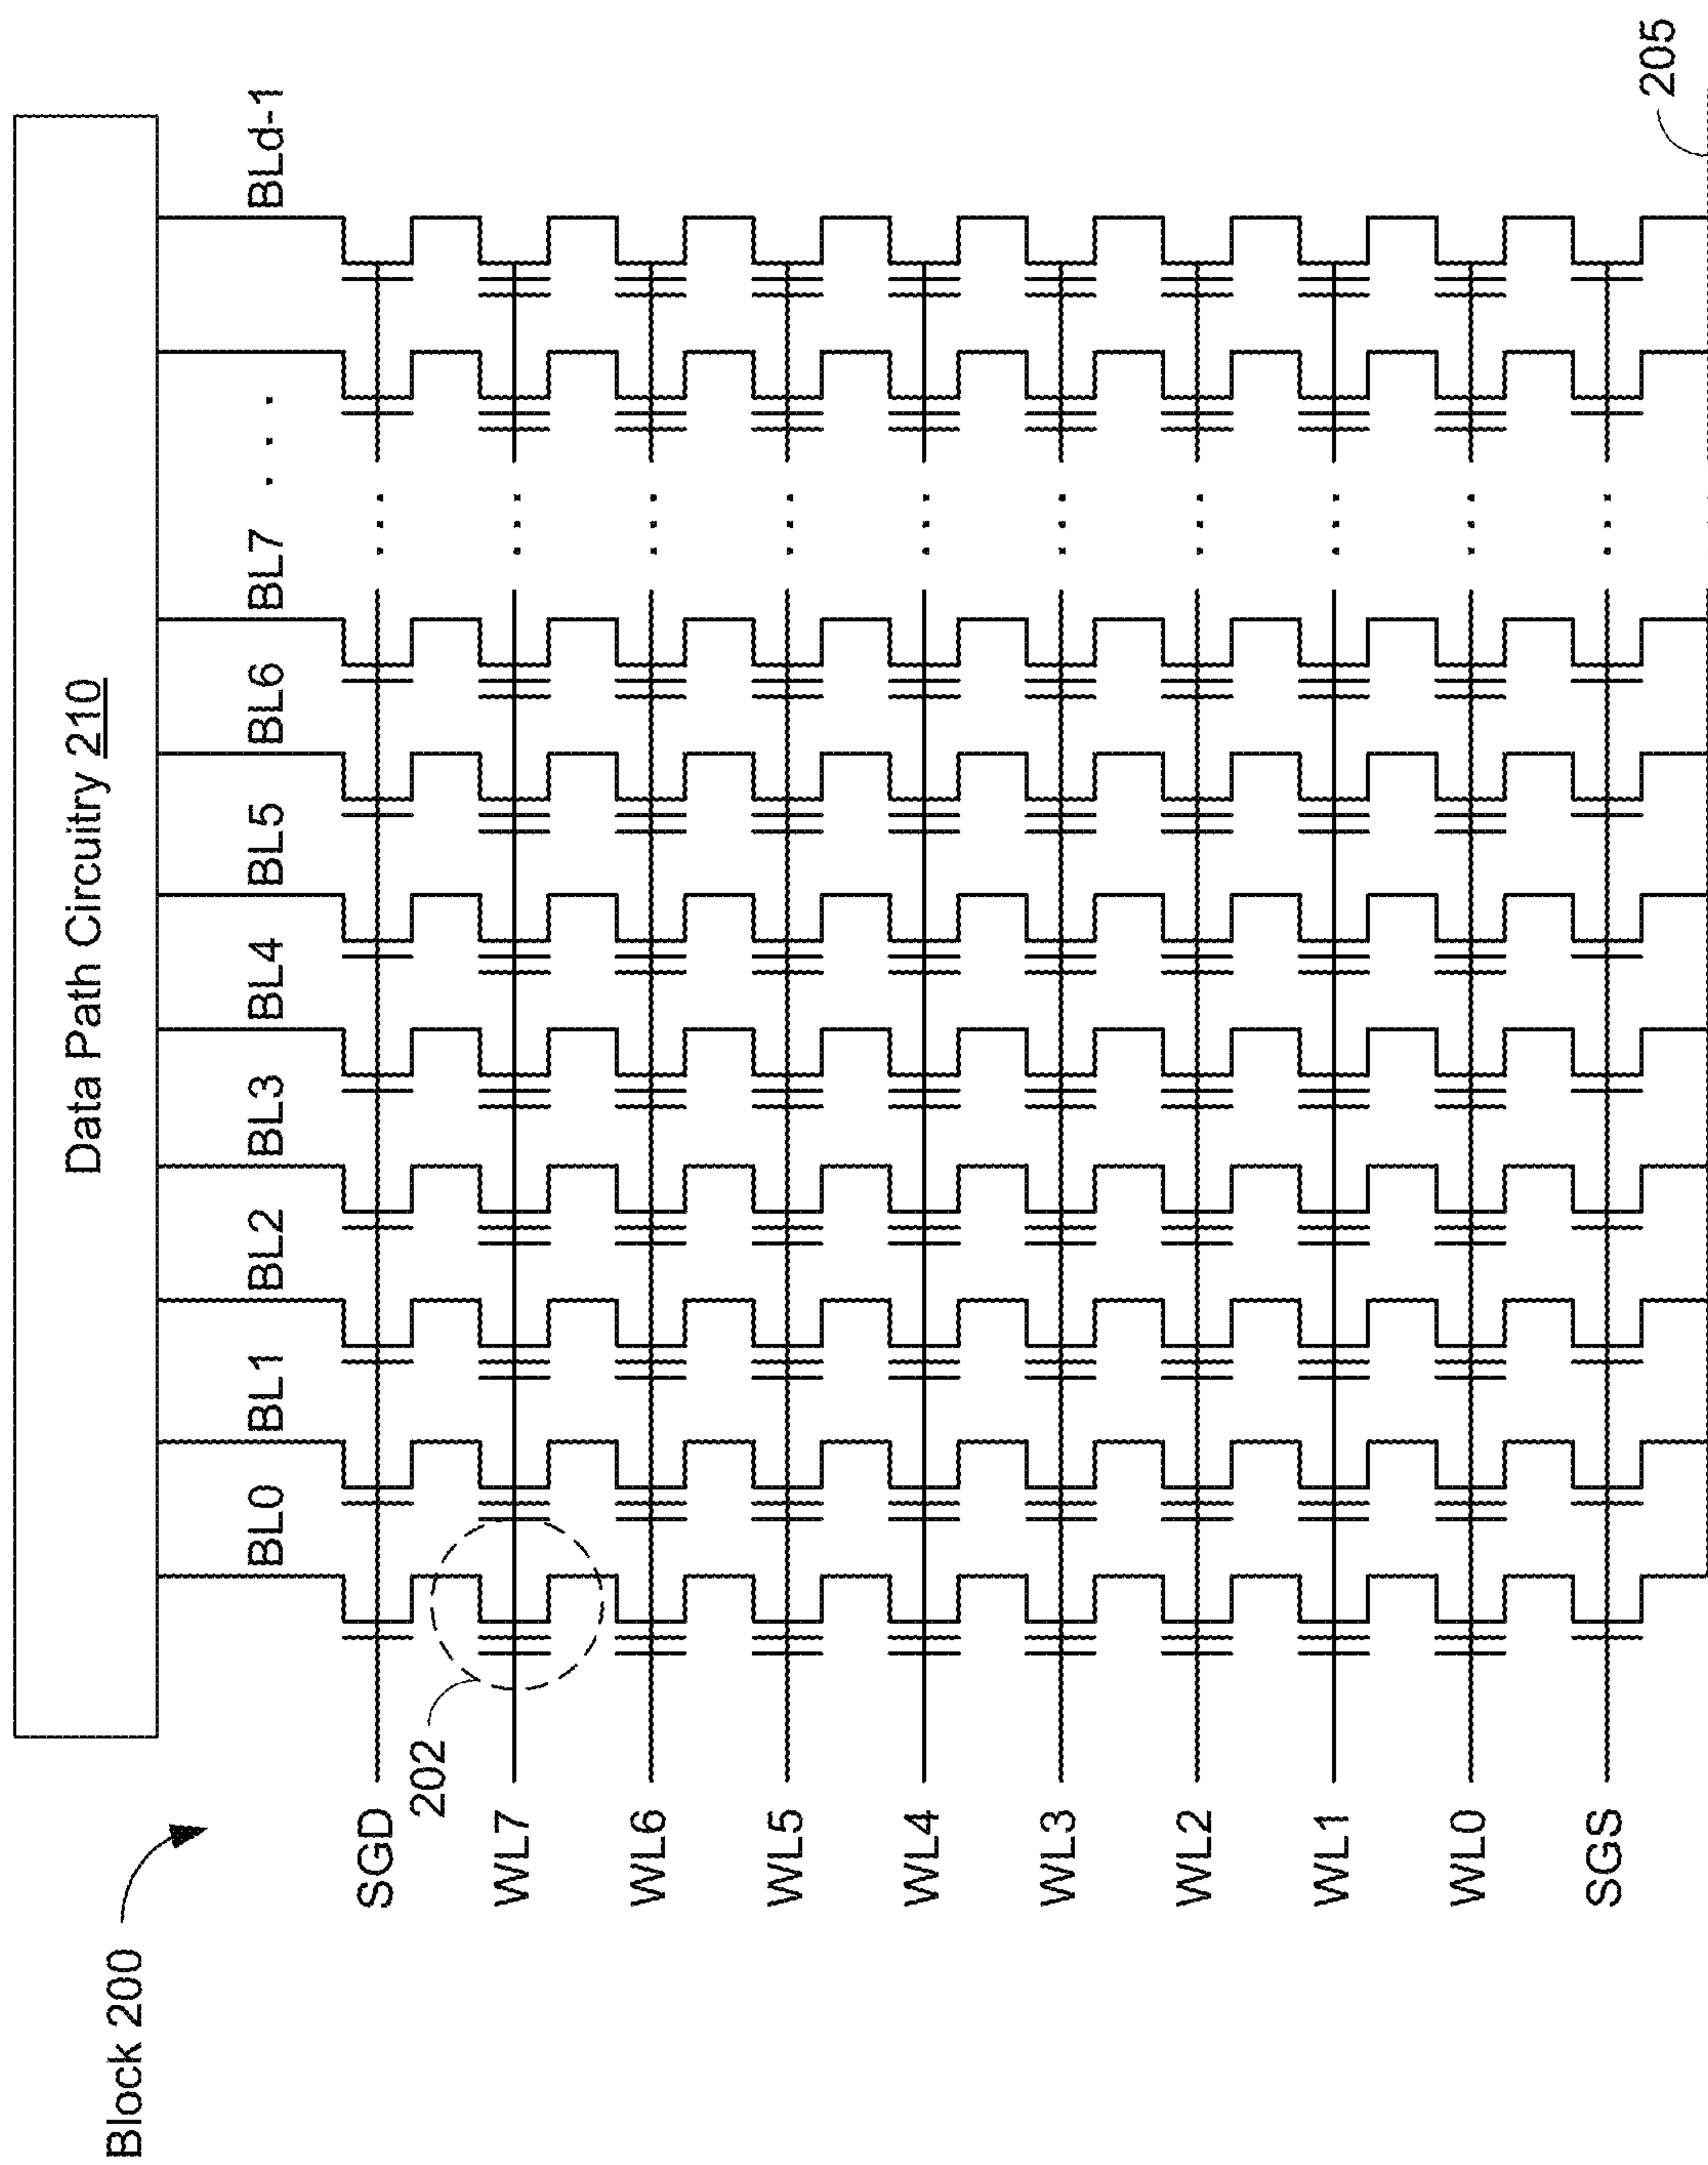 Block 200
Data Path Circuitry 210
BL0 BL1 BL2 BL3 BL4 BL5 BL6 BL7 . . . BLd-1
SGD
202
WL7
WL6
WL5
WL4
WL3
WL2
WL1
WL0
SGS
205